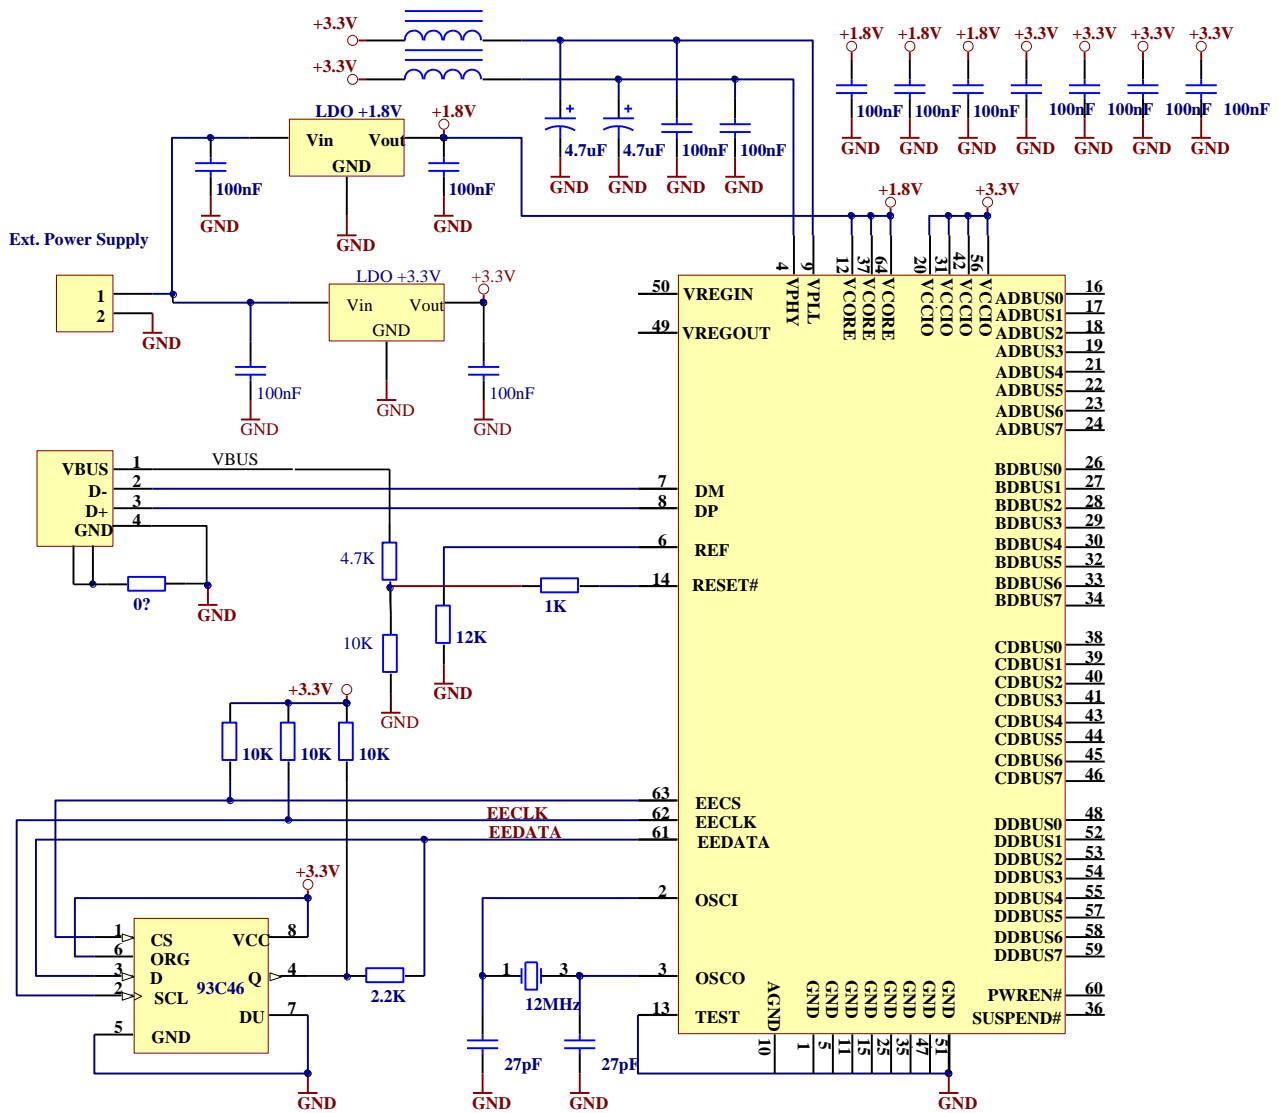 +3.3V
+3.3V
+1.8V +1.8V +1.8V +3.3V +3.3V +3.3V +3.3V
100nF 100nF 100nF 100nF 100nF 100nF 100nF
GND GND GND GND GND GND GND
LDO +1.8V
+1.8V
Vin Vout
GND
100nF
100nF
GND
GND
GND
+ +
4.7uF 4.7uF 100nF 100nF
GND GND GND GND
Ext. Power Supply
1
2
GND
LDO +3.3V
+3.3V
Vin Vout
GND
100nF
100nF
GND
GND
GND
+1.8V
+3.3V
4 9 12 37 64 20 31 42 56
VPHY VPLL VCORE VCORE VCORE VCCIO VCCIO VCCIO VCCIO
50 VREGIN
49 VREGOUT
ADBUS0 16
ADBUS1 17
ADBUS2 18
ADBUS3 19
ADBUS4 21
ADBUS5 22
ADBUS6 23
ADBUS7 24
VBUS 1 VBUS
D- 2
D+ 3
GND 4
0?
GND
7 DM
8 DP
6 REF
14 RESET#
4.7K
1K
10K
12K
GND
GND
BDBUS0 26
BDBUS1 27
BDBUS2 28
BDBUS3 29
BDBUS4 30
BDBUS5 32
BDBUS6 33
BDBUS7 34
CDBUS0 38
CDBUS1 39
CDBUS2 40
CDBUS3 41
CDBUS4 43
CDBUS5 44
CDBUS6 45
CDBUS7 46
+3.3V
10K 10K 10K
63 EECS
EECLK 62 EECLK
EEDATA 61 EEDATA
DDBUS0 48
DDBUS1 52
DDBUS2 53
DDBUS3 54
DDBUS4 55
DDBUS5 57
DDBUS6 58
DDBUS7 59
+3.3V
1 CS VCC 8
6 ORG
3 D Q 4
2 SCL 93C46
DU 7
5 GND
2.2K
GND
2 OSCI
1 3
12MHz
3 OSCO
13 TEST
27pF 27pF
GND GND
PWREN# 60
SUSPEND# 36
AGND GND GND GND GND GND GND GND GND
10 1 5 11 15 25 35 47 51
GND